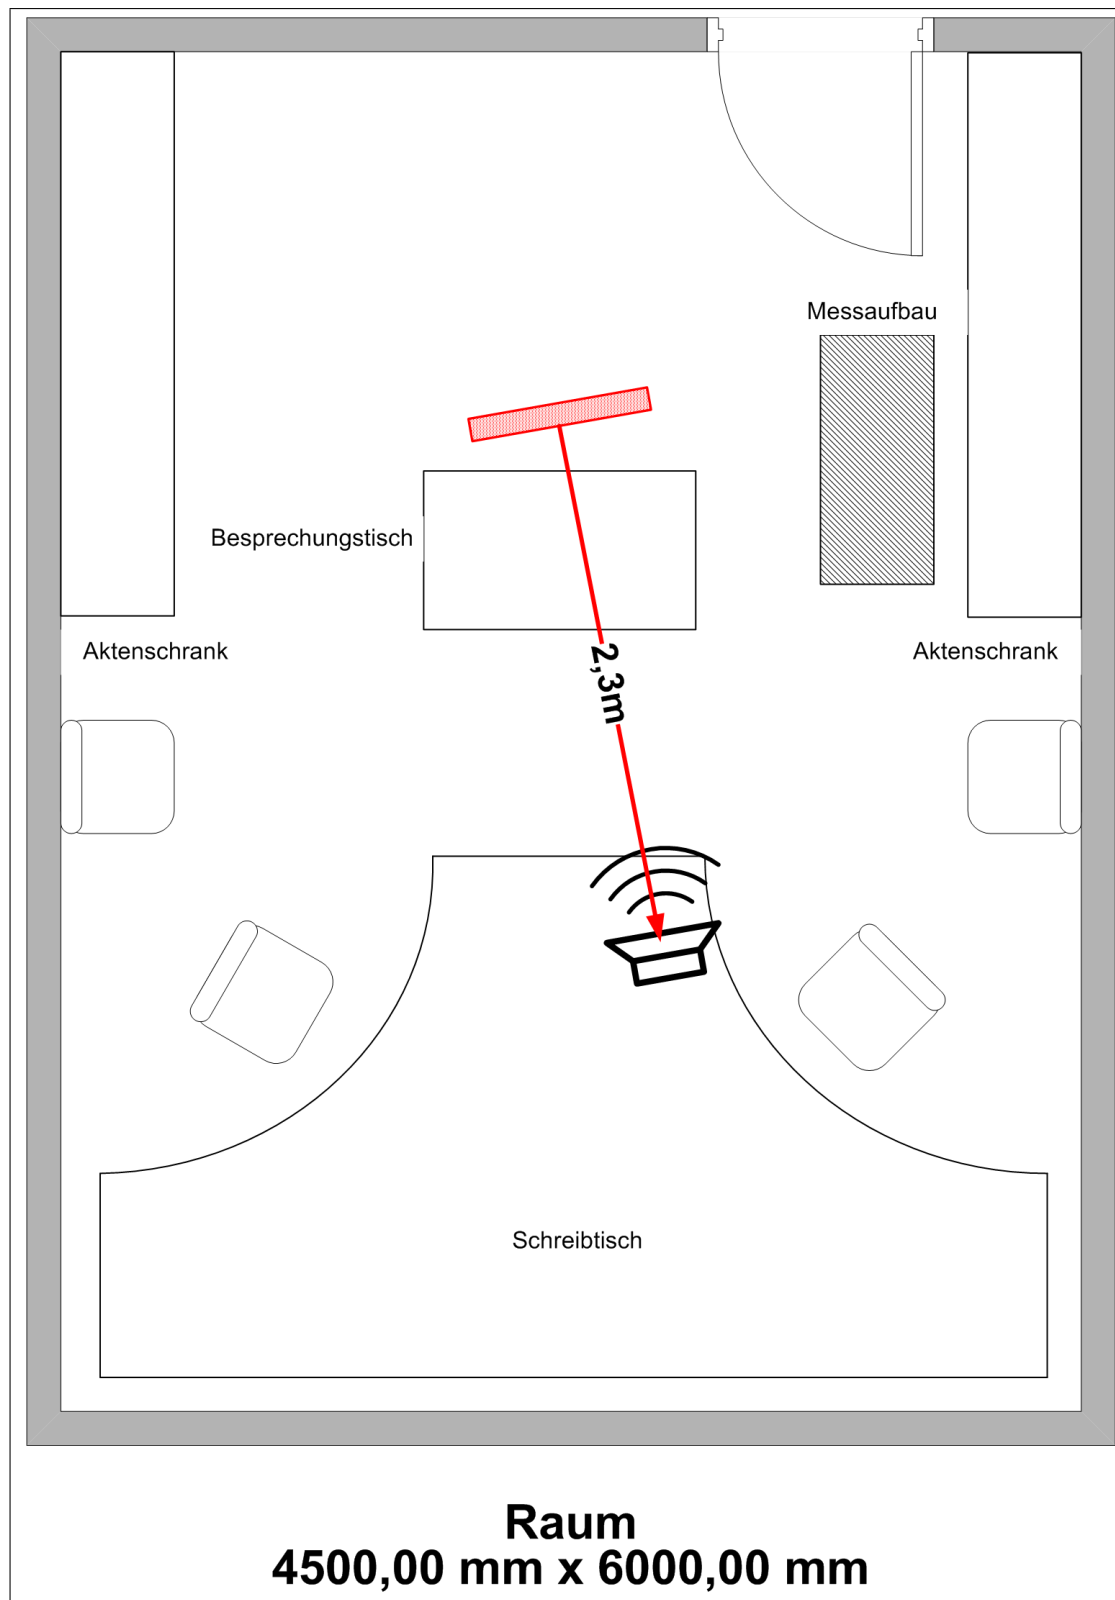 Messaufbau
Besprechungstisch
Aktenschrank
Aktenschrank
2,3m
Schreibtisch
Raum
4500,00 mm x 6000,00 mm